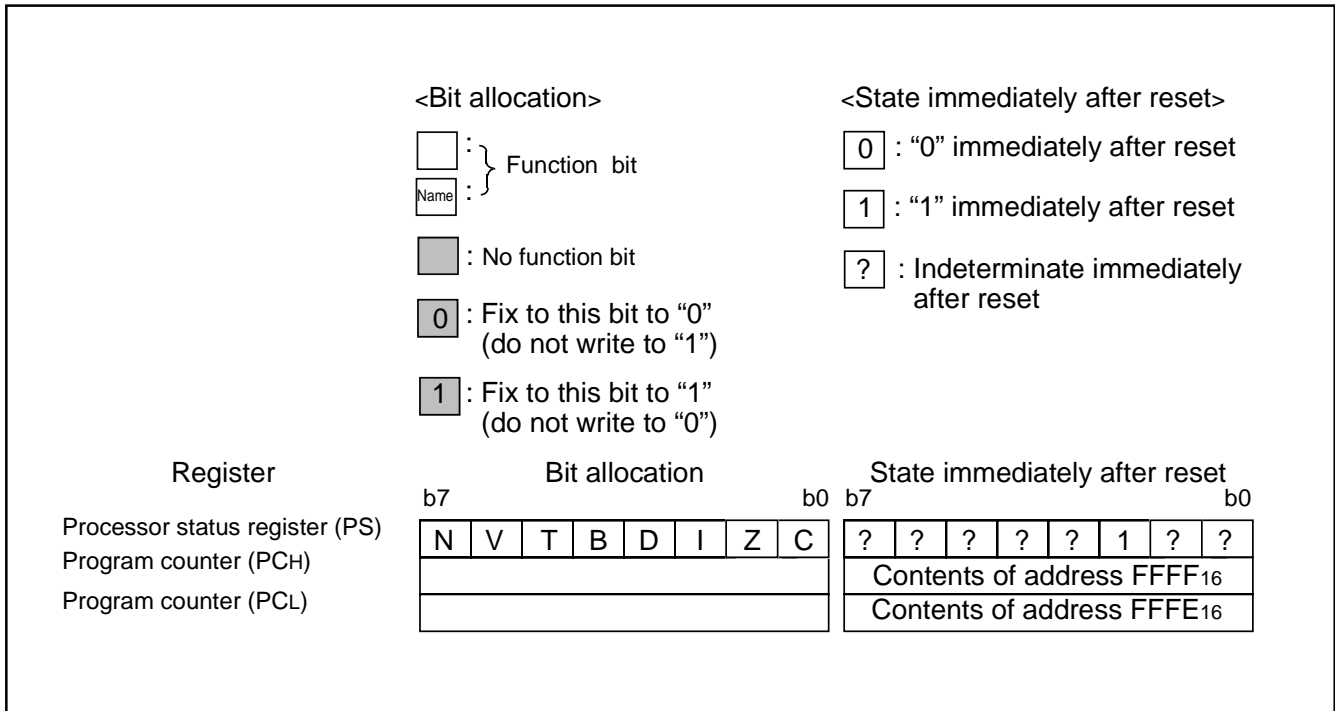 <Bit allocation>
:
Function bit
Name :
: No function bit
0 : Fix to this bit to “0”
(do not write to “1”)
1 : Fix to this bit to “1”
(do not write to “0”)
<State immediately after reset>
0 : “0” immediately after reset
1 : “1” immediately after reset
? : Indeterminate immediately
after reset
Register Bit allocation State immediately after reset
b7 b0 b7 b0
Processor status register (PS) N V T B D I Z C ? ? ? ? ? 1 ? ?
Program counter (PCH) Contents of address FFFF16
Program counter (PCL) Contents of address FFFE16